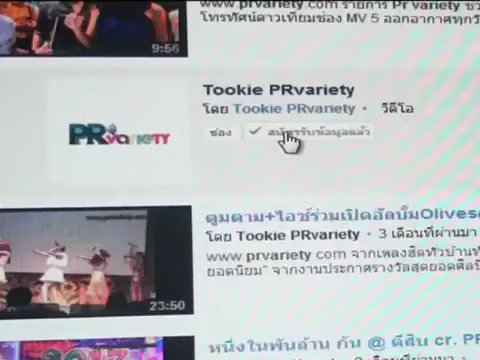 www.prvariety com รายการ Pr variety
โทรทัศน์ดาวเทียมช่อง MV 5 ออกอากาศทุกวั
9:56
Tookie PRvariety
โดย Tookie PRvariety • วิดีโอ
PRvarieTY
ช่อง ✓ สมัครรับข้อมูลแล้ว
ตูมตาม+ไอซ์ร่วมเปิดอัลบั้มOlives
โดย Tookie PRvariety • 3 เดือนที่ผ่านมา
www.prvariety com จากเพลงฮิตทั่วบ้านทั
ยอดนิยม" จากงานประกาศรางวัลสุดยอดศิลปิ
23:50
หนึ่งในพันล้าน กัน @ ดีสิบ cr. P